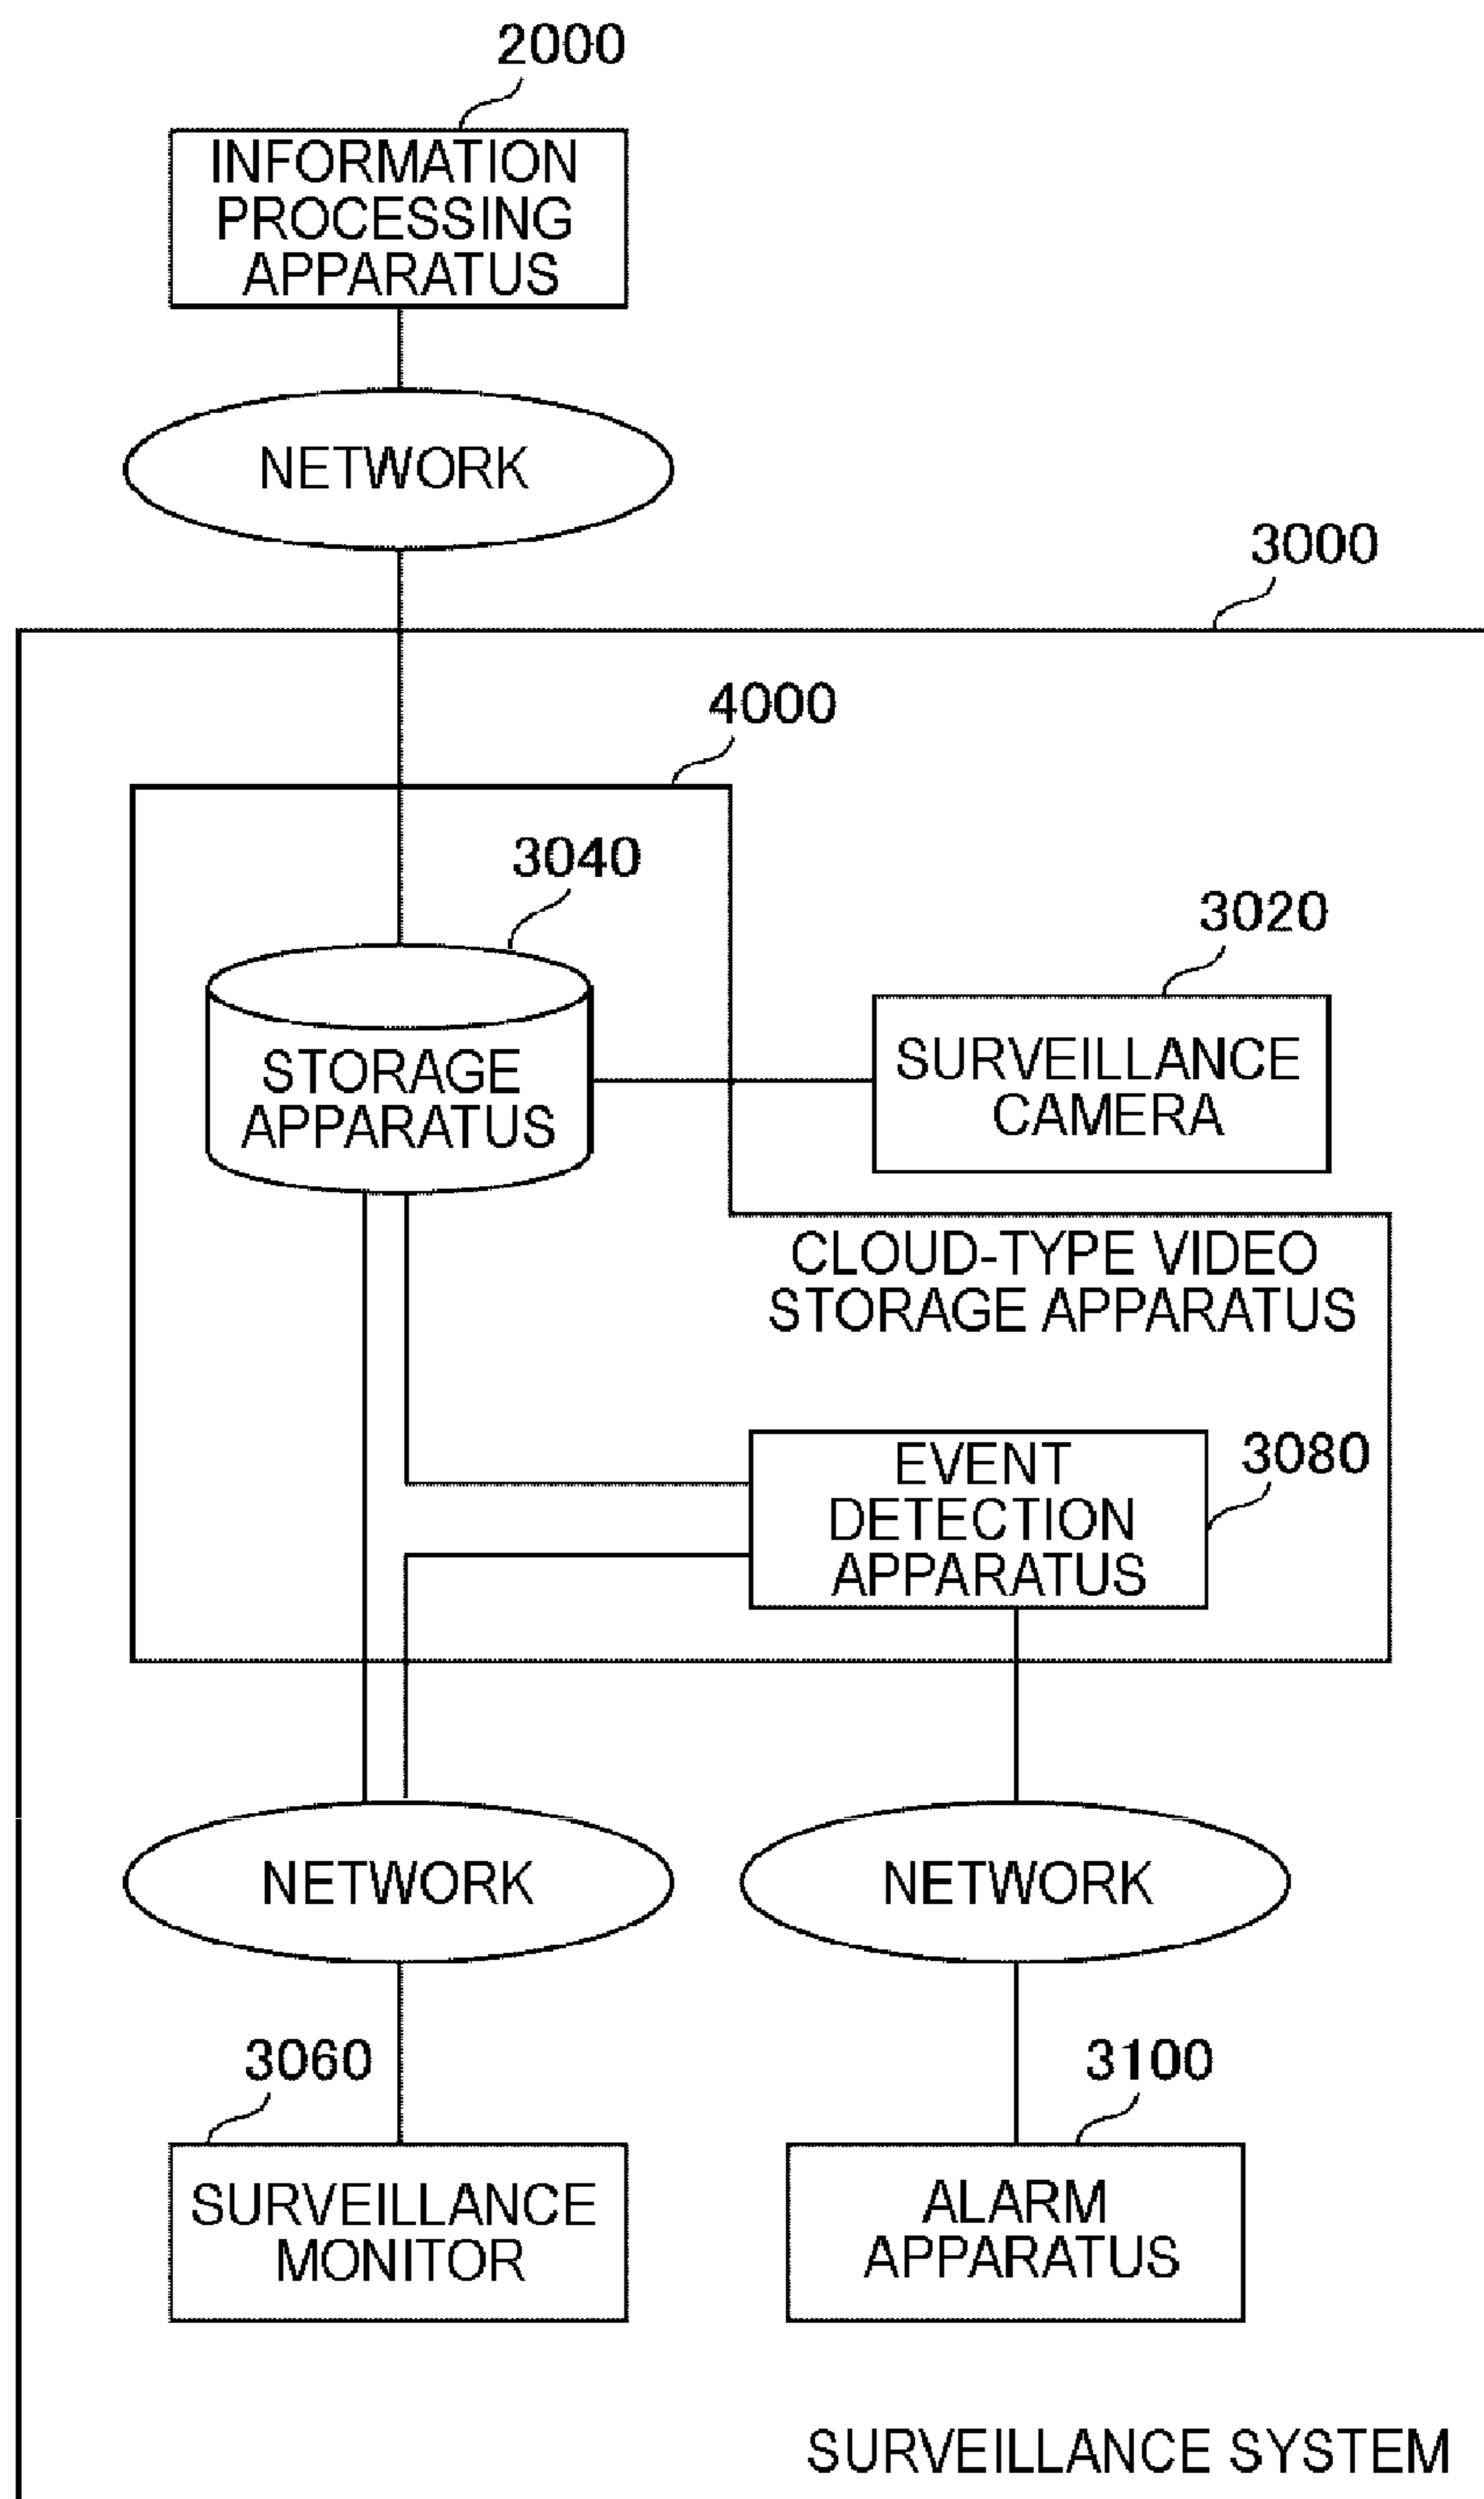 2000
INFORMATION
PROCESSING
APPARATUS
NETWORK
3000
4000
3040
3020
STORAGE
APPARATUS
SURVEILLANCE
CAMERA
CLOUD-TYPE VIDEO
STORAGE APPARATUS
EVENT
DETECTION
APPARATUS
3080
NETWORK
NETWORK
3060
3100
SURVEILLANCE
MONITOR
ALARM
APPARATUS
SURVEILLANCE SYSTEM